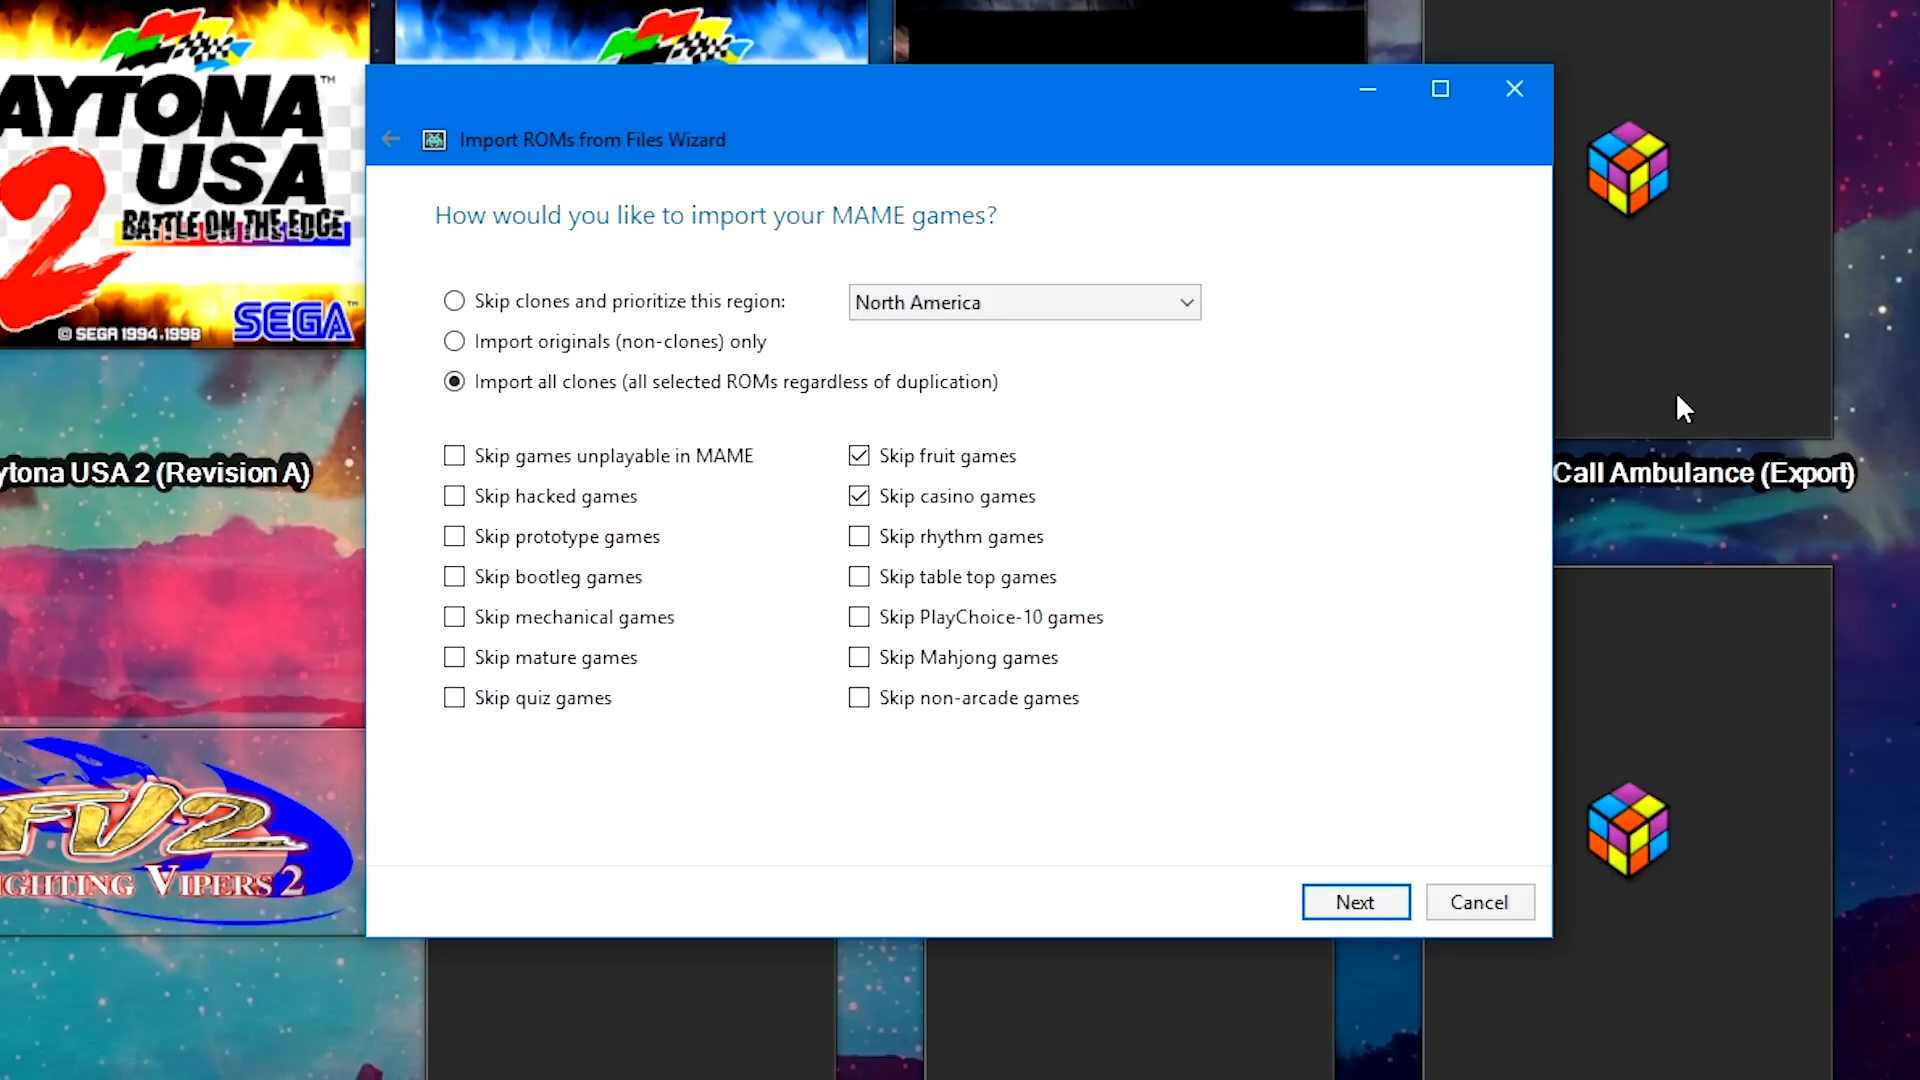 AYTONA™
USA
2
BATTLE ON THE EDGE
© SEGA 1994,1998
SEGA™
ytona USA 2 (Revision A)
FV2
IGHTING VIPERS 2
Import ROMs from Files Wizard
How would you like to import your MAME games?
Skip clones and prioritize this region:
North America
Import originals (non-clones) only
Import all clones (all selected ROMs regardless of duplication)
Skip games unplayable in MAME
Skip fruit games
Skip hacked games
Skip casino games
Skip prototype games
Skip rhythm games
Skip bootleg games
Skip table top games
Skip mechanical games
Skip PlayChoice-10 games
Skip mature games
Skip Mahjong games
Skip quiz games
Skip non-arcade games
Next
Cancel
Call Ambulance (Export)